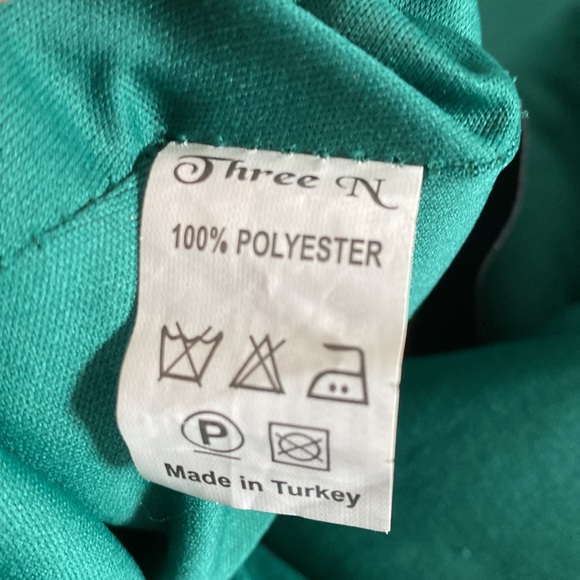 Three N
100% POLYESTER
P
Made in Turkey